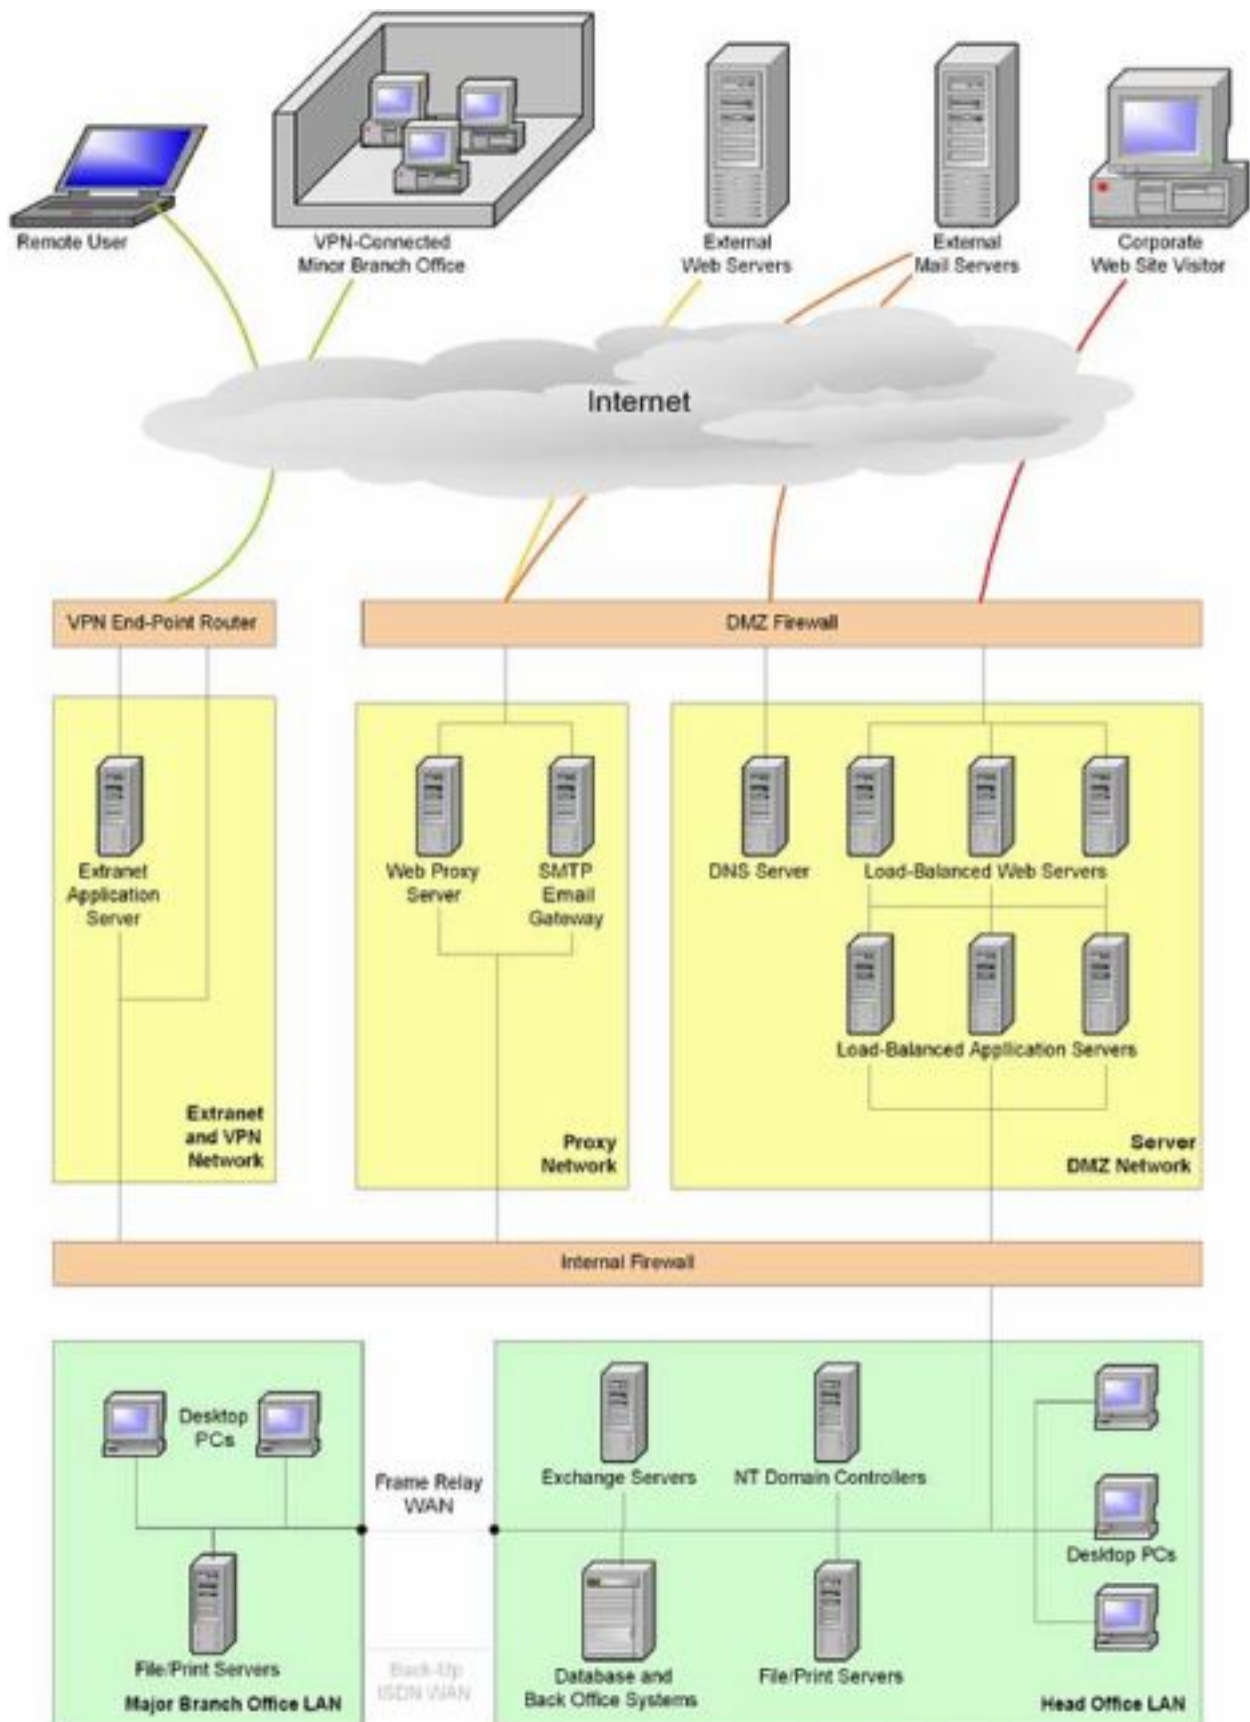 Remote User
VPN-Connected
Minor Branch Office
External
Web Servers
External
Mail Servers
Corporate
Web Site Visitor
Internet
VPN End-Point Router
DMZ Firewall
Extranet
Application
Server
Web Proxy
Server
SMTP
Email
Gateway
DNS Server
Load-Balanced Web Servers
Load-Balanced Application Servers
Extranet
and VPN
Network
Proxy
Network
Server
DMZ Network
Internal Firewall
Desktop
PCs
Frame Relay
WAN
Exchange Servers
NT Domain Controllers
Desktop PCs
File/Print Servers
Major Branch Office LAN
Back-Up
ISDN WAN
Database and
Back Office Systems
File/Print Servers
Head Office LAN